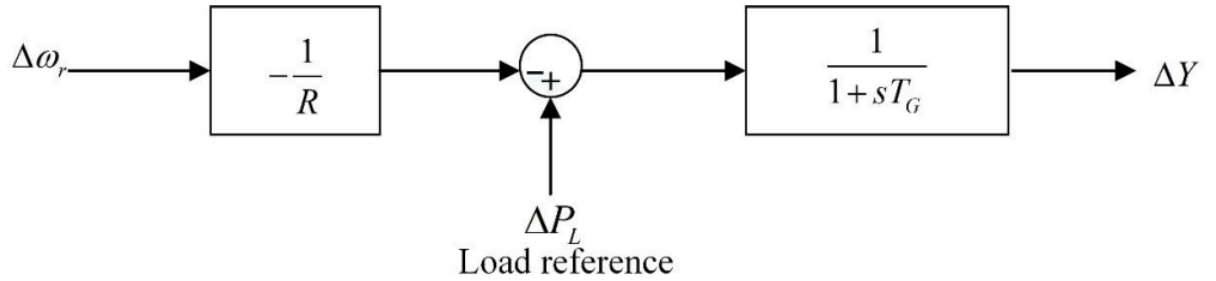 Δω_r
-1/R
- +
1/(1+sT_G)
ΔY
ΔP_L
Load reference